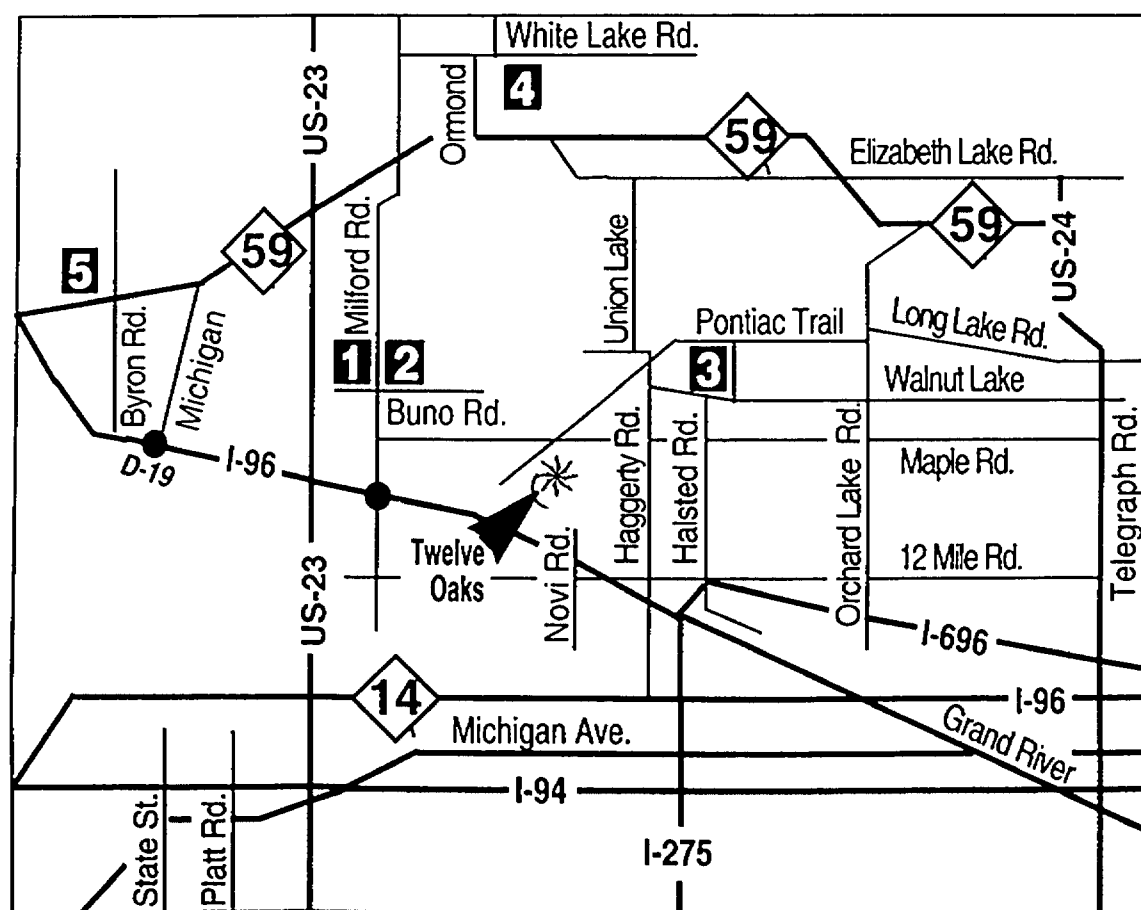 White Lake Rd.
US-23
Ormond
4
59
Elizabeth Lake Rd.
59
5
59
Milford Rd.
Union Lake
US-24
Byron Rd.
Michigan
1
2
Pontiac Trail
3
Long Lake Rd.
Walnut Lake
Buno Rd.
D-19
I-96
Haggerty Rd.
Halsted Rd.
Orchard Lake Rd.
Maple Rd.
Telegraph Rd.
Twelve
Oaks
Novi Rd.
12 Mile Rd.
US-23
I-696
14
I-96
Michigan Ave.
Grand River
I-94
State St.
Platt Rd.
I-275